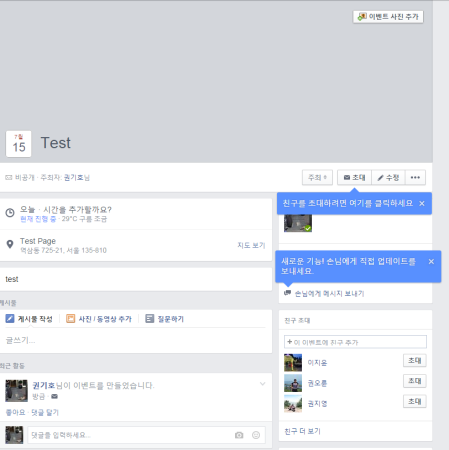 이벤트 사진 추가
7월
15
Test
비공개 · 주최자: 권기호님
주최
초대
수정
친구를 초대하려면 여기를 클릭하세요
오늘 · 시간을 추가할까요?
현재 진행 중 · 29°C 구름 조금
Test Page
역삼동 725-21, 서울 135-810
지도 보기
새로운 기능! 손님에게 직접 업데이트를
보내세요.
손님에게 메시지 보내기
test
게시물
게시물 작성
사진 / 동영상 추가
질문하기
글쓰기...
친구 초대
+ 이 이벤트에 친구 추가
이지운 초대
권오훈 초대
권지영 초대
친구 더 보기
최근 활동
권기호님이 이벤트를 만들었습니다.
방금
좋아요 · 댓글 달기
댓글을 입력하세요...